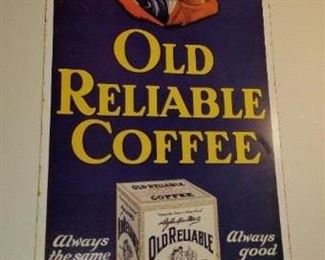 OLD
RELIABLE
COFFEE
Always
the same
OLD RELIABLE
COFFEE
OLD RELIABLE
Always
good